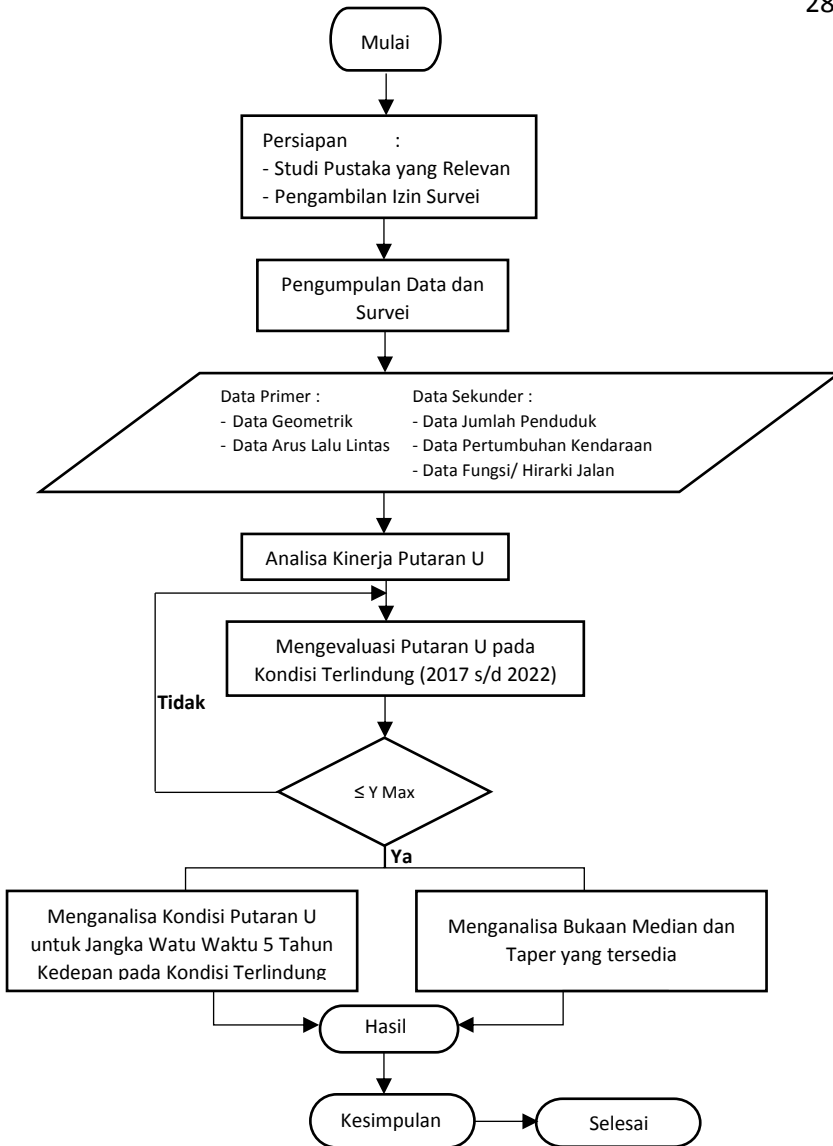 28
Mulai
Persiapan :
- Studi Pustaka yang Relevan
- Pengambilan Izin Survei
Pengumpulan Data dan
Survei
Data Primer :
- Data Geometrik
- Data Arus Lalu Lintas
Data Sekunder :
- Data Jumlah Penduduk
- Data Pertumbuhan Kendaraan
- Data Fungsi/ Hirarki Jalan
Analisa Kinerja Putaran U
Mengevaluasi Putaran U pada
Kondisi Terlindung (2017 s/d 2022)
Tidak
≤ Y Max
Ya
Menganalisa Kondisi Putaran U
untuk Jangka Watu Waktu 5 Tahun
Kedepan pada Kondisi Terlindung
Menganalisa Bukaan Median dan
Taper yang tersedia
Hasil
Kesimpulan
Selesai